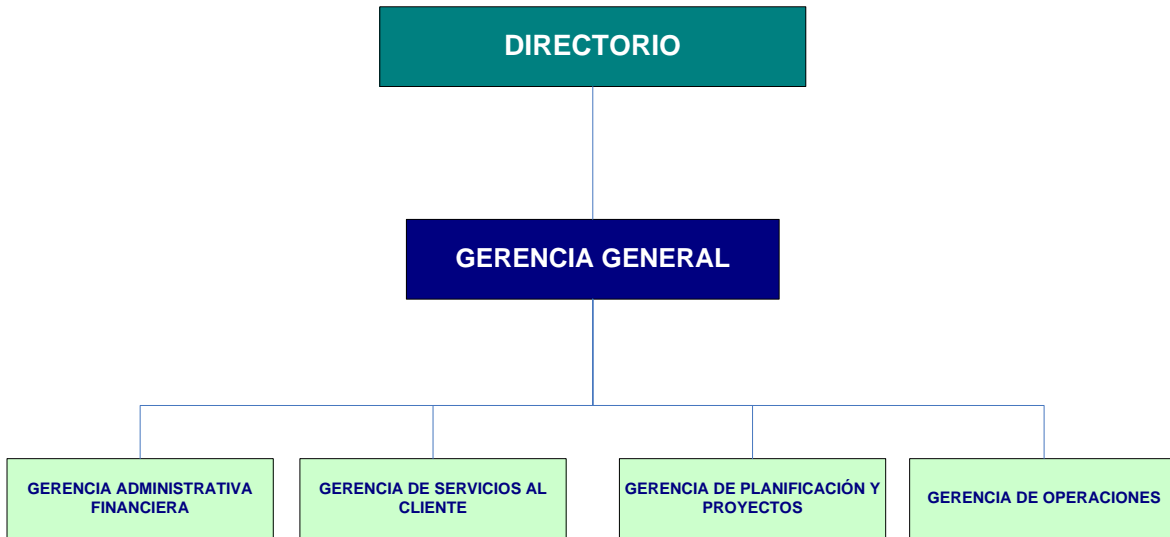 DIRECTORIO
GERENCIA GENERAL
GERENCIA ADMINISTRATIVA
FINANCIERA
GERENCIA DE SERVICIOS AL
CLIENTE
GERENCIA DE PLANIFICACIÓN Y
PROYECTOS
GERENCIA DE OPERACIONES